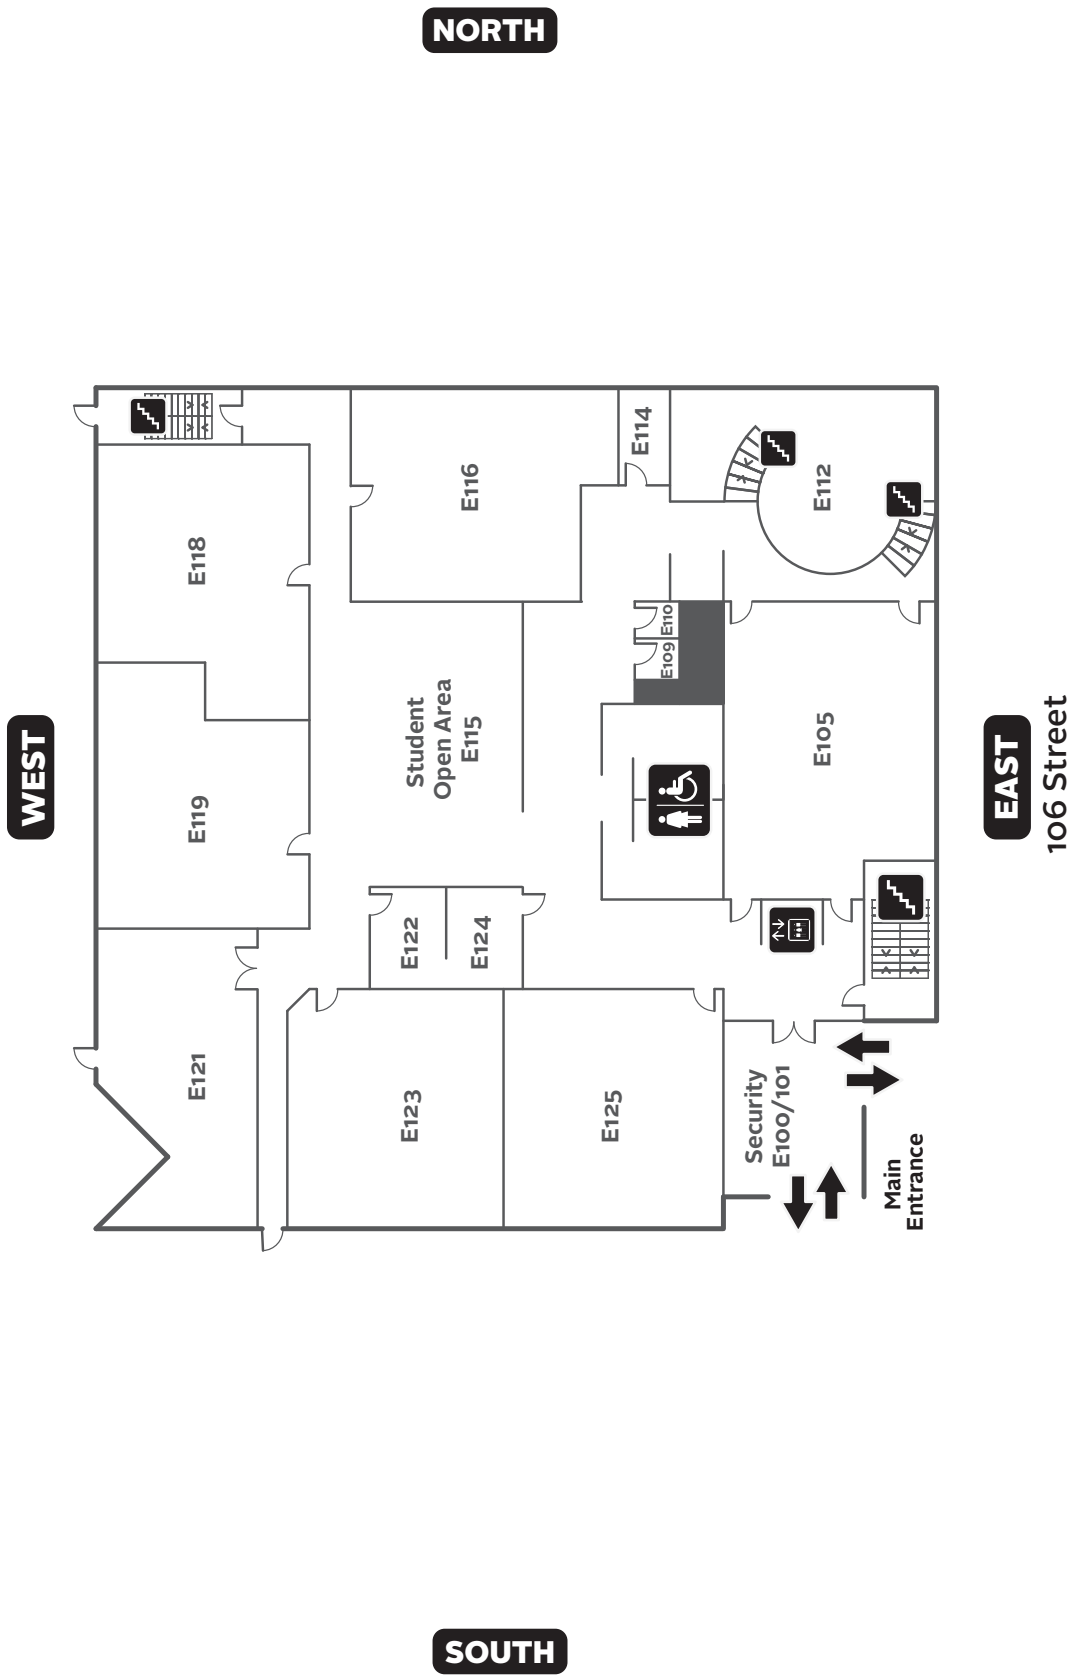 NORTH
E114
E116
E112
E118
E110
E109
Student
Open Area
E115
E105
WEST
EAST
106 Street
E119
E122
E124
E121
E123
E125
Security
E100/101
Main
Entrance
SOUTH